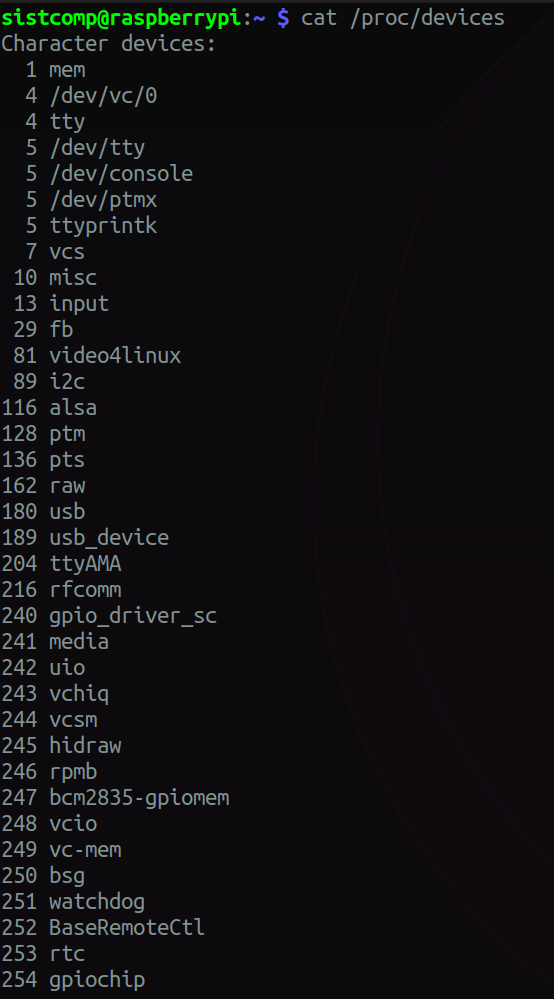 sistcomp@raspberrypi:~ $ cat /proc/devices
Character devices:
  1 mem
  4 /dev/vc/0
  4 tty
  5 /dev/tty
  5 /dev/console
  5 /dev/ptmx
  5 ttyprintk
  7 vcs
 10 misc
 13 input
 29 fb
 81 video4linux
 89 i2c
116 alsa
128 ptm
136 pts
162 raw
180 usb
189 usb_device
204 ttyAMA
216 rfcomm
240 gpio_driver_sc
241 media
242 uio
243 vchiq
244 vcsm
245 hidraw
246 rpmb
247 bcm2835-gpiomem
248 vcio
249 vc-mem
250 bsg
251 watchdog
252 BaseRemoteCtl
253 rtc
254 gpiochip